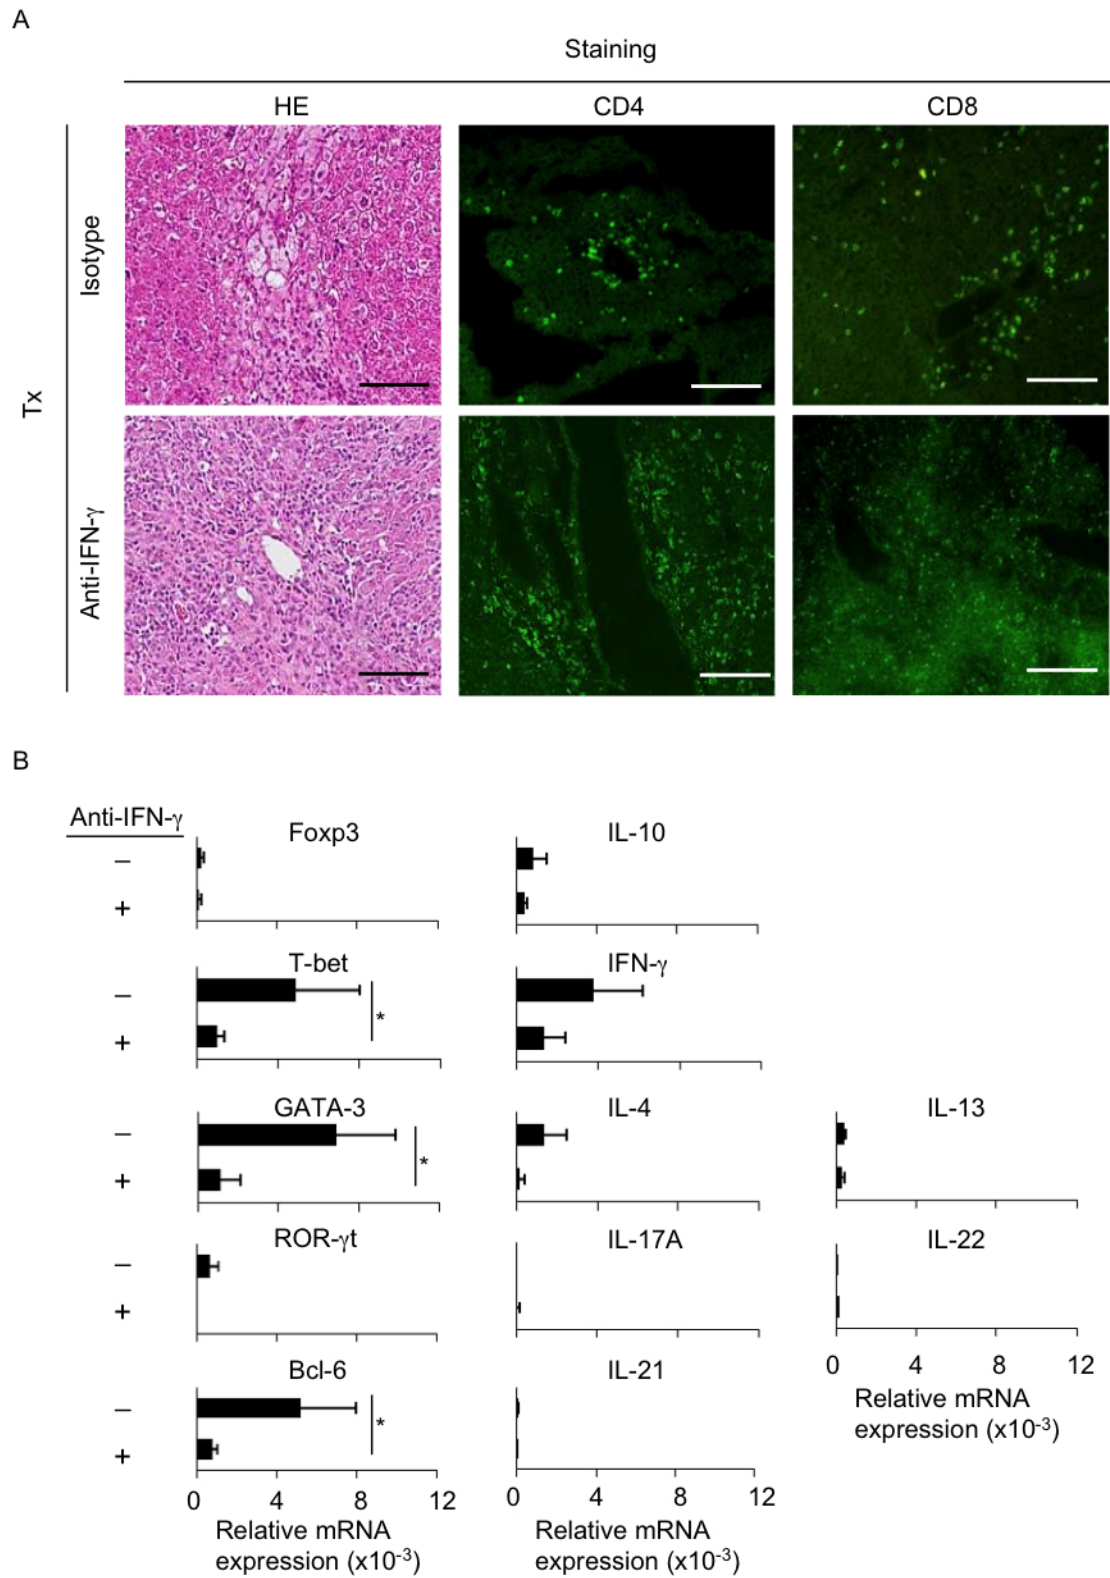 A
Staining
HE CD4 CD8
Tx
Isotype
Anti-IFN-γ
B
Anti-IFN-γ
Foxp3 IL-10
–
+
T-bet IFN-γ
–
*
+
GATA-3 IL-4 IL-13
–
*
+
ROR-γt IL-17A IL-22
–
+
0 4 8 12
Relative mRNA
expression (x10-3)
Bcl-6 IL-21
–
*
+
0 4 8 12 0 4 8 12
Relative mRNA Relative mRNA
expression (x10-3) expression (x10-3)